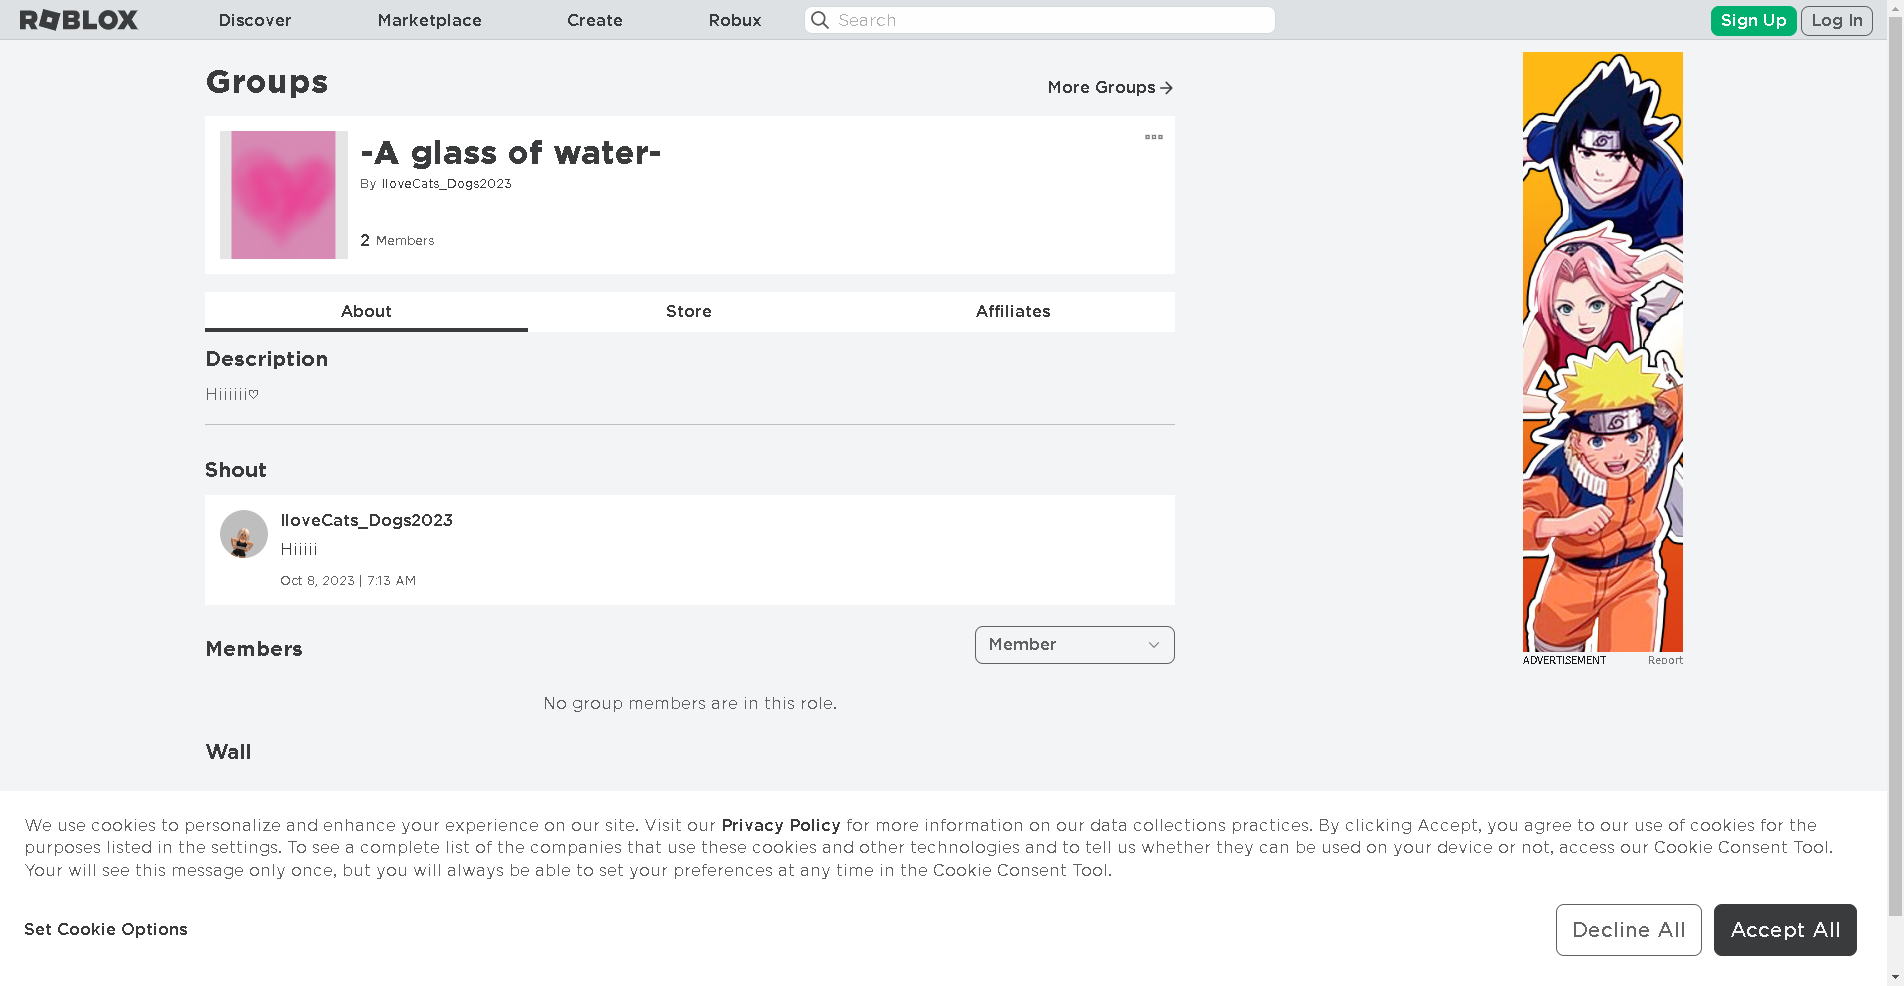 ROBLOX Discover Marketplace Create Robux Search Sign Up Log In
Groups
More Groups
-A glass of water-
By IloveCats_Dogs2023
2 Members
About Store Affiliates
Description
Hiiiiii♡
Shout
IloveCats_Dogs2023
Hiiiii
Oct 8, 2023 | 7:13 AM
Members
Member
No group members are in this role.
Wall
ADVERTISEMENT Report
We use cookies to personalize and enhance your experience on our site. Visit our Privacy Policy for more information on our data collections practices. By clicking Accept, you agree to our use of cookies for the
purposes listed in the settings. To see a complete list of the companies that use these cookies and other technologies and to tell us whether they can be used on your device or not, access our Cookie Consent Tool.
Your will see this message only once, but you will always be able to set your preferences at any time in the Cookie Consent Tool.
Set Cookie Options
Decline All
Accept All